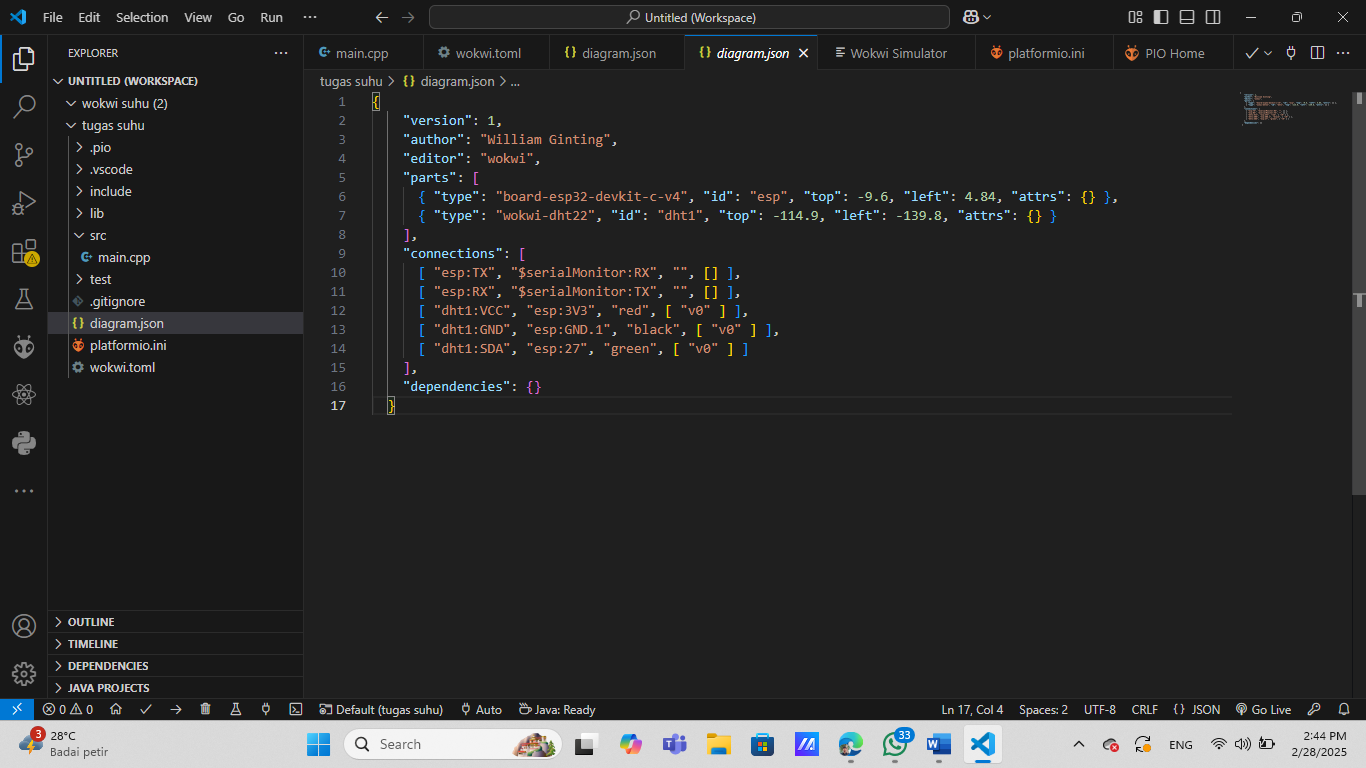 File Edit Selection View Go Run ···
Untitled (Workspace)
EXPLORER
main.cpp
wokwi.toml
diagram.json
diagram.json
Wokwi Simulator
platformio.ini
PIO Home
UNTITLED (WORKSPACE)
wokwi suhu (2)
tugas suhu
.pio
.vscode
include
lib
src
main.cpp
test
.gitignore
diagram.json
platformio.ini
wokwi.toml
OUTLINE
TIMELINE
DEPENDENCIES
JAVA PROJECTS
tugas suhu > {} diagram.json > ...
1 {
2 "version": 1,
3 "author": "William Ginting",
4 "editor": "wokwi",
5 "parts": [
6 { "type": "board-esp32-devkit-c-v4", "id": "esp", "top": -9.6, "left": 4.84, "attrs": {} },
7 { "type": "wokwi-dht22", "id": "dht1", "top": -114.9, "left": -139.8, "attrs": {} }
8 ],
9 "connections": [
10 [ "esp:TX", "$serialMonitor:RX", "", [] ],
11 [ "esp:RX", "$serialMonitor:TX", "", [] ],
12 [ "dht1:VCC", "esp:3V3", "red", [ "v0" ] ],
13 [ "dht1:GND", "esp:GND.1", "black", [ "v0" ] ],
14 [ "dht1:SDA", "esp:27", "green", [ "v0" ] ]
15 ],
16 "dependencies": {}
17 }
0 0 Default (tugas suhu) Auto Java: Ready
Ln 17, Col 4 Spaces: 2 UTF-8 CRLF {} JSON Go Live
3
28°C
Badai petir
Search
33
ENG
2:44 PM
2/28/2025